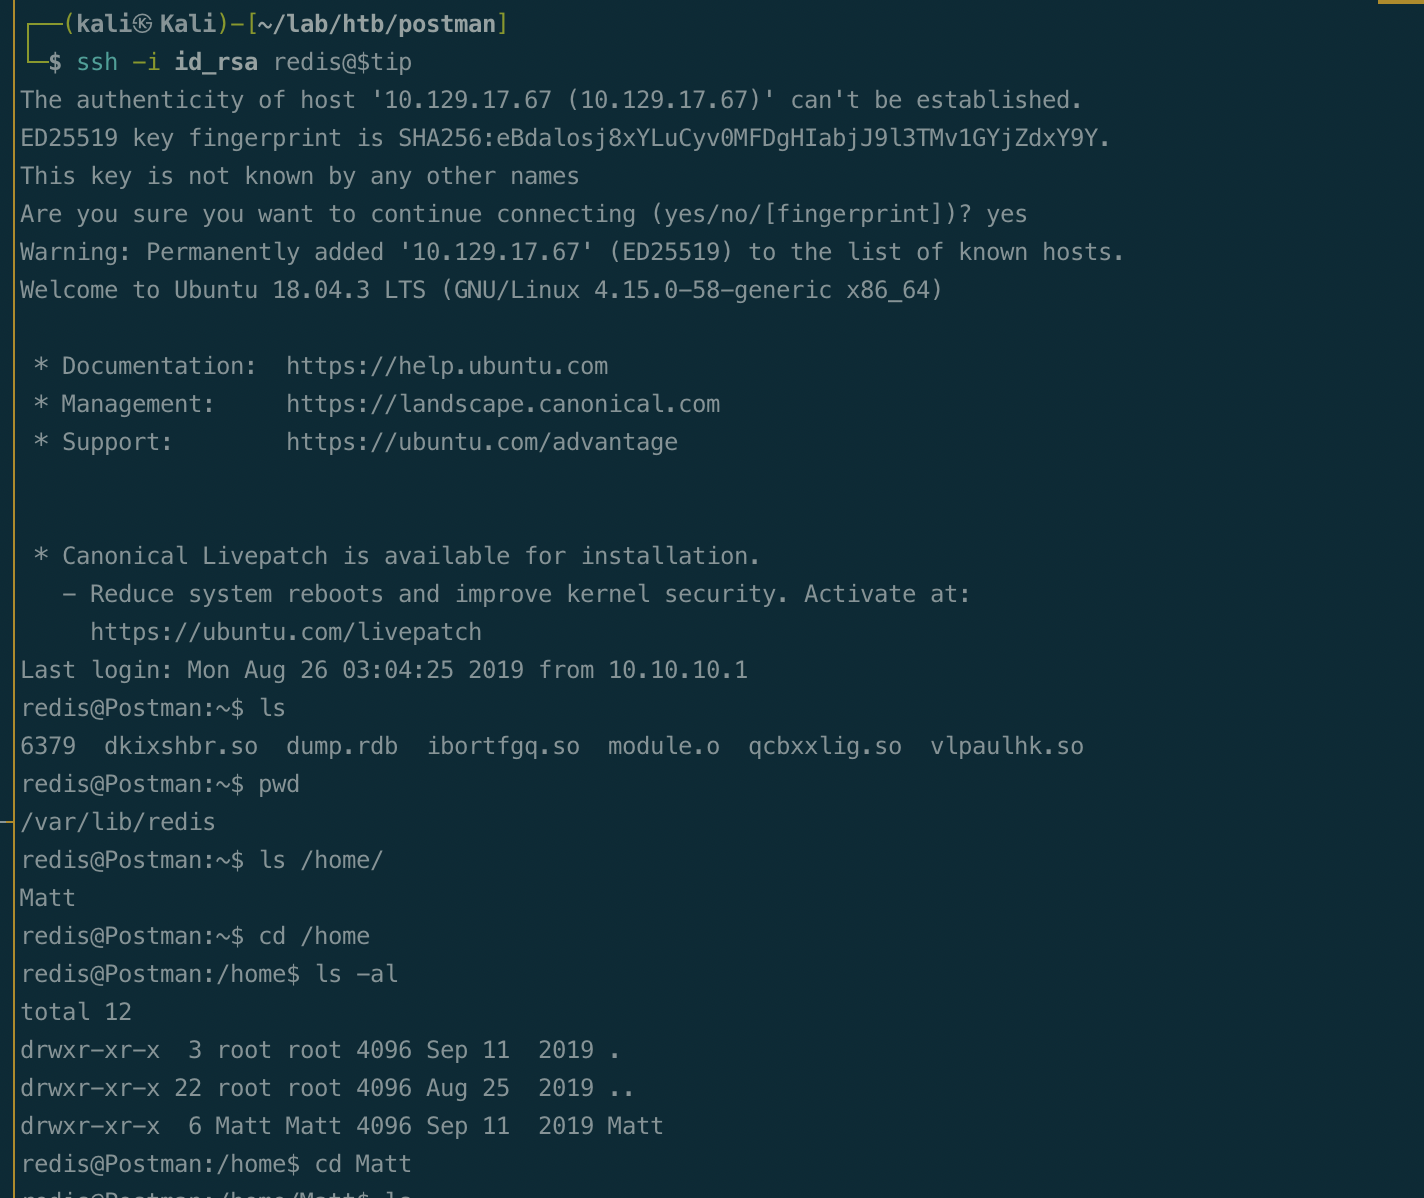 ┌──(kali㉿Kali)-[~/lab/htb/postman]
└─$ ssh -i id_rsa redis@$tip
The authenticity of host '10.129.17.67 (10.129.17.67)' can't be established.
ED25519 key fingerprint is SHA256:eBdalosj8xYLuCyv0MFDgHIabjJ9l3TMv1GYjZdxY9Y.
This key is not known by any other names
Are you sure you want to continue connecting (yes/no/[fingerprint])? yes
Warning: Permanently added '10.129.17.67' (ED25519) to the list of known hosts.
Welcome to Ubuntu 18.04.3 LTS (GNU/Linux 4.15.0-58-generic x86_64)
 * Documentation:  https://help.ubuntu.com
 * Management:     https://landscape.canonical.com
 * Support:        https://ubuntu.com/advantage
 * Canonical Livepatch is available for installation.
   - Reduce system reboots and improve kernel security. Activate at:
     https://ubuntu.com/livepatch
Last login: Mon Aug 26 03:04:25 2019 from 10.10.10.1
redis@Postman:~$ ls
6379  dkixshbr.so  dump.rdb  ibortfgq.so  module.o  qcbxxlig.so  vlpaulhk.so
redis@Postman:~$ pwd
/var/lib/redis
redis@Postman:~$ ls /home/
Matt
redis@Postman:~$ cd /home
redis@Postman:/home$ ls -al
total 12
drwxr-xr-x  3 root root 4096 Sep 11  2019 .
drwxr-xr-x 22 root root 4096 Aug 25  2019 ..
drwxr-xr-x  6 Matt Matt 4096 Sep 11  2019 Matt
redis@Postman:/home$ cd Matt
redis@Postman:/home/Matt$ ls